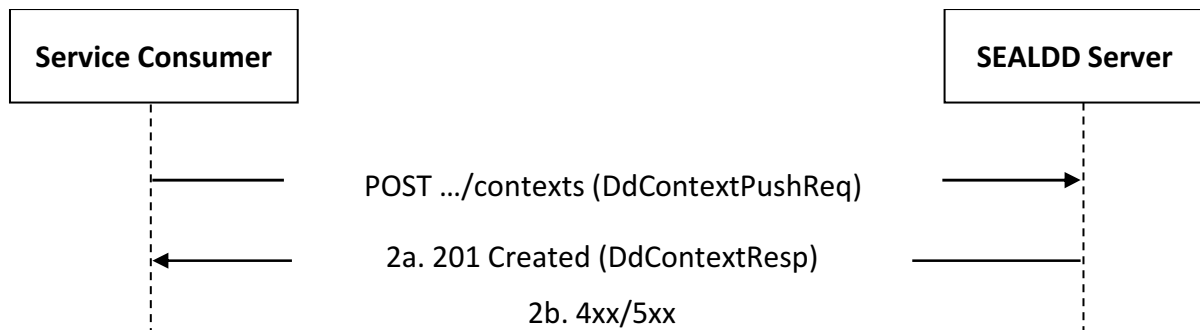 Service Consumer
SEALDD Server
POST .../contexts (DdContextPushReq)
2a. 201 Created (DdContextResp)
2b. 4xx/5xx